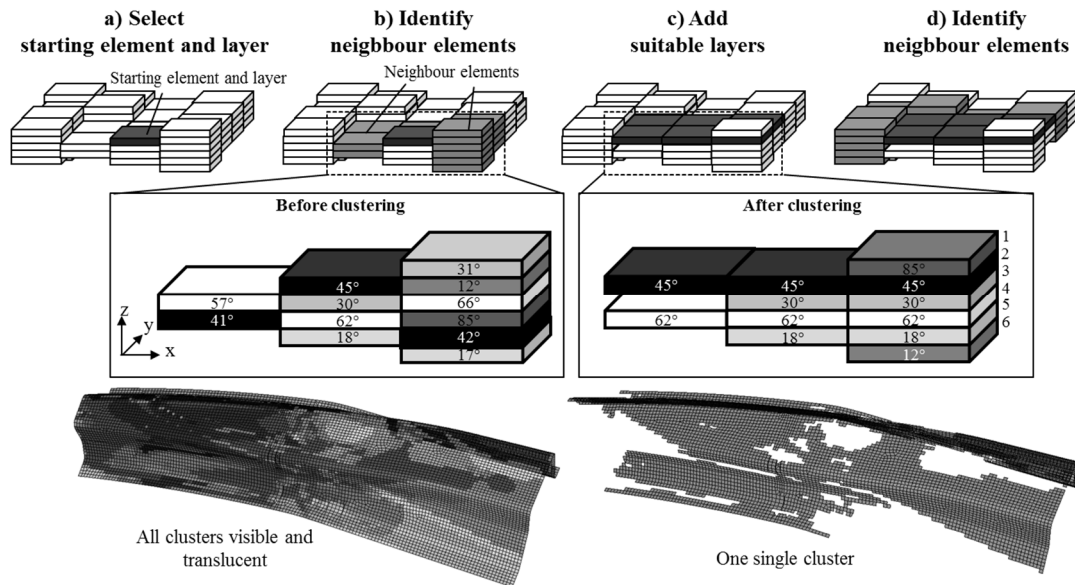 a) Select
starting element and layer
b) Identify
neigbbour elements
c) Add
suitable layers
d) Identify
neigbbour elements
Starting element and layer
Neighbour elements
Before clustering
31°
45°
12°
57°
30°
66°
41°
62°
85°
18°
42°
17°
z
y
x
After clustering
1
85°
2
45°
45°
45°
3
30°
30°
4
62°
62°
62°
5
18°
18°
6
12°
All clusters visible and
translucent
One single cluster